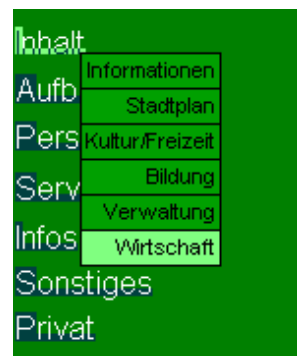 Inhalt
Informationen
Aufb
Stadtplan
Pers
Kultur/Freizeit
Bildung
Serv
Verwaltung
Infos
Wirtschaft
Sonstiges
Privat